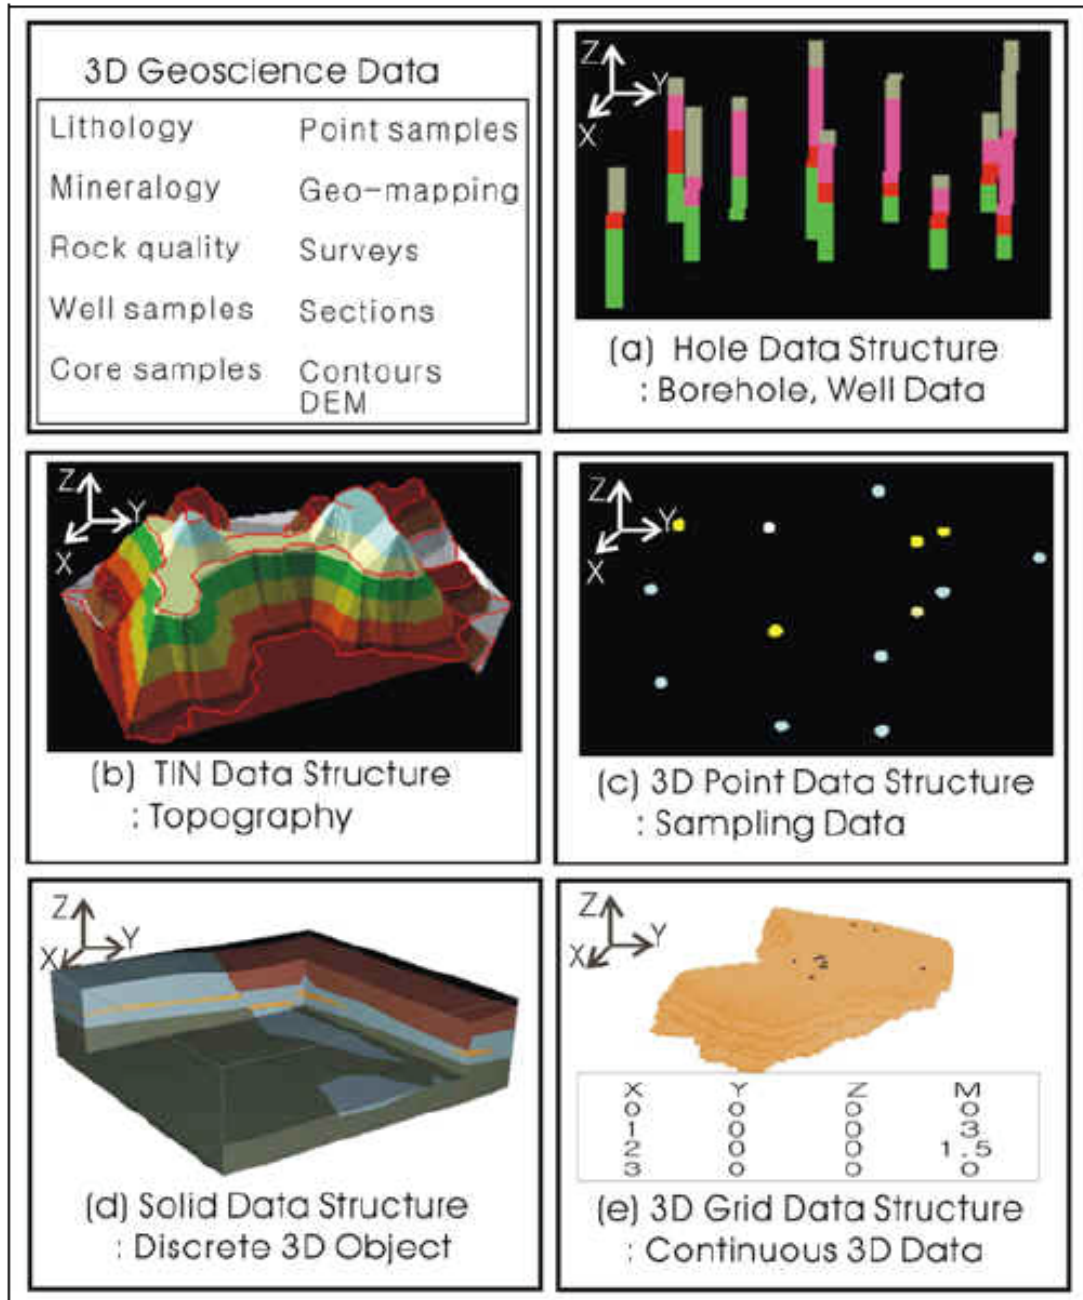 3D Geoscience Data
Lithology Point samples
Mineralogy Geo-mapping
Rock quality Surveys
Well samples Sections
Core samples Contours
DEM
Z
Y
X
(a) Hole Data Structure
: Borehole, Well Data
Z
Y
X
(b) TIN Data Structure
: Topography
Z
Y
X
(c) 3D Point Data Structure
: Sampling Data
Z
Y
X
(d) Solid Data Structure
: Discrete 3D Object
Z
Y
X
X Y Z M
0 0 0 0
1 0 0 3
2 0 0 1.5
3 0 0 0
(e) 3D Grid Data Structure
: Continuous 3D Data